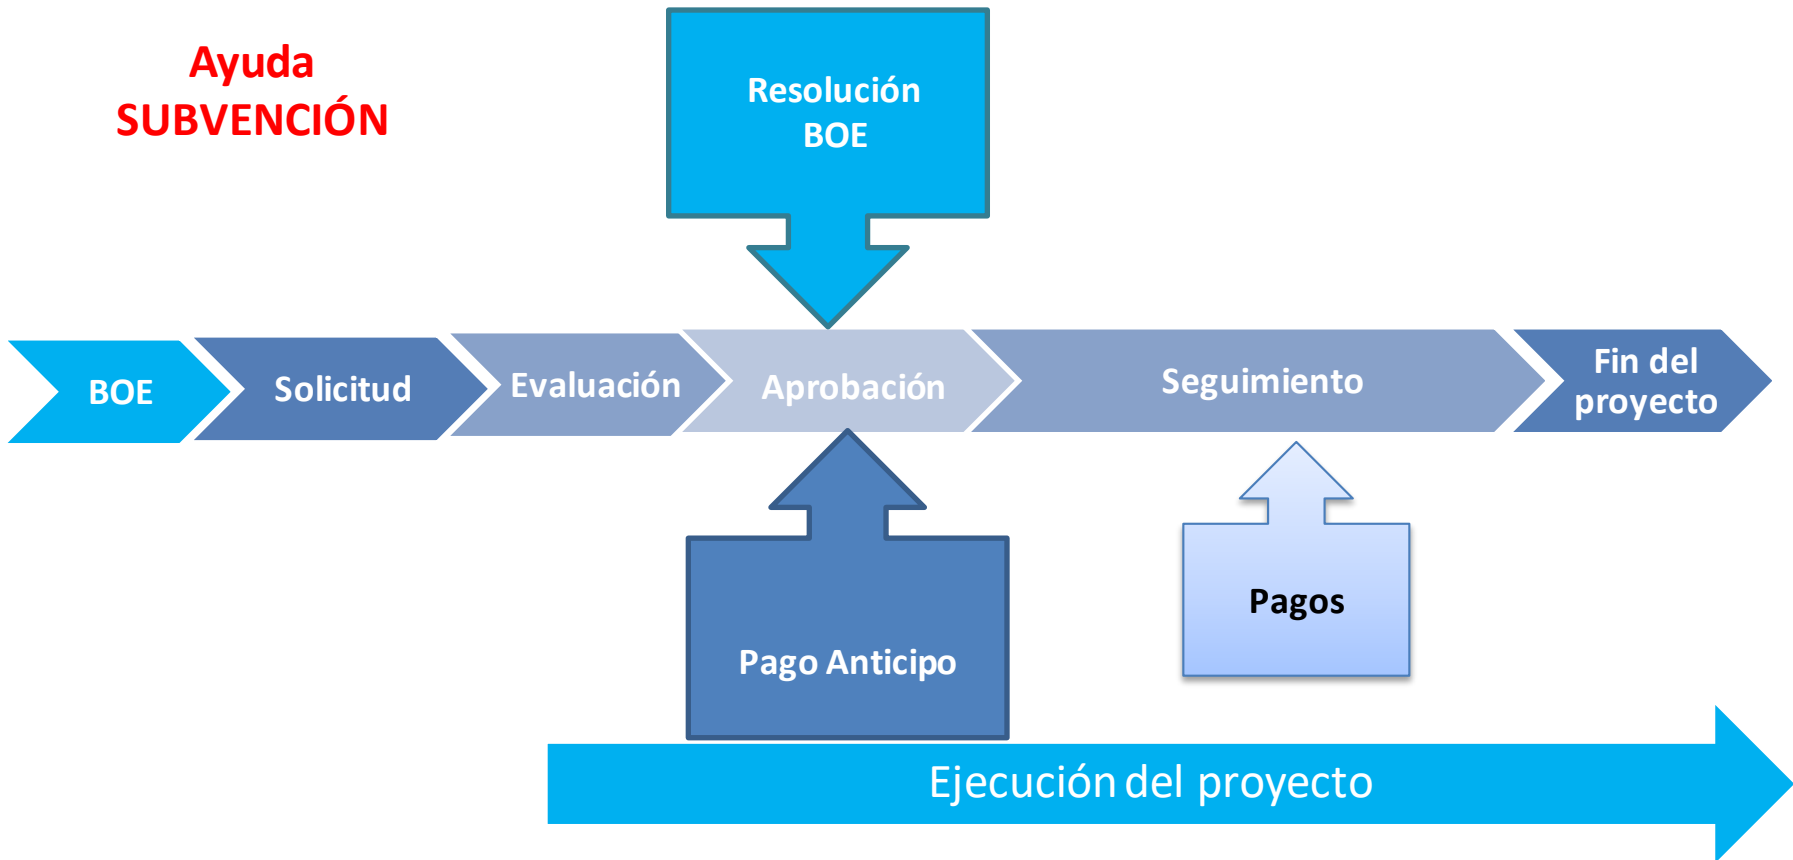 Ayuda
SUBVENCIÓN
Resolución
BOE
BOE
Solicitud
Evaluación
Aprobación
Seguimiento
Fin del
proyecto
Pago Anticipo
Pagos
Ejecución del proyecto